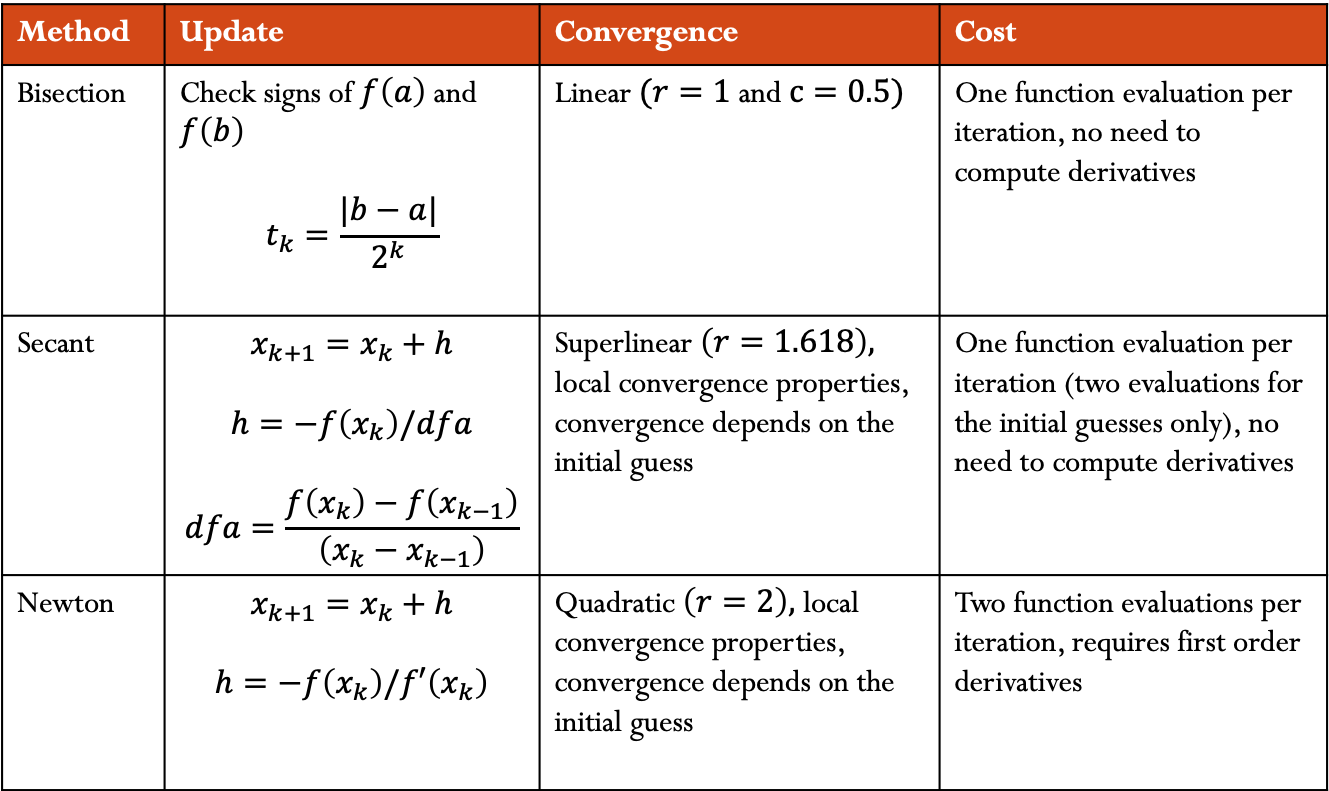 Method Update Convergence Cost
Bisection
Check signs of f(a) and
f(b)
t_k = |b − a| / 2^k
Linear (r = 1 and c = 0.5)
One function evaluation per
iteration, no need to
compute derivatives
Secant
x_{k+1} = x_k + h
h = −f(x_k)/dfa
dfa = f(x_k) − f(x_{k−1}) / (x_k − x_{k−1})
Superlinear (r = 1.618),
local convergence properties,
convergence depends on the
initial guess
One function evaluation per
iteration (two evaluations for
the initial guesses only), no
need to compute derivatives
Newton
x_{k+1} = x_k + h
h = −f(x_k)/f′(x_k)
Quadratic (r = 2), local
convergence properties,
convergence depends on the
initial guess
Two function evaluations per
iteration, requires first order
derivatives